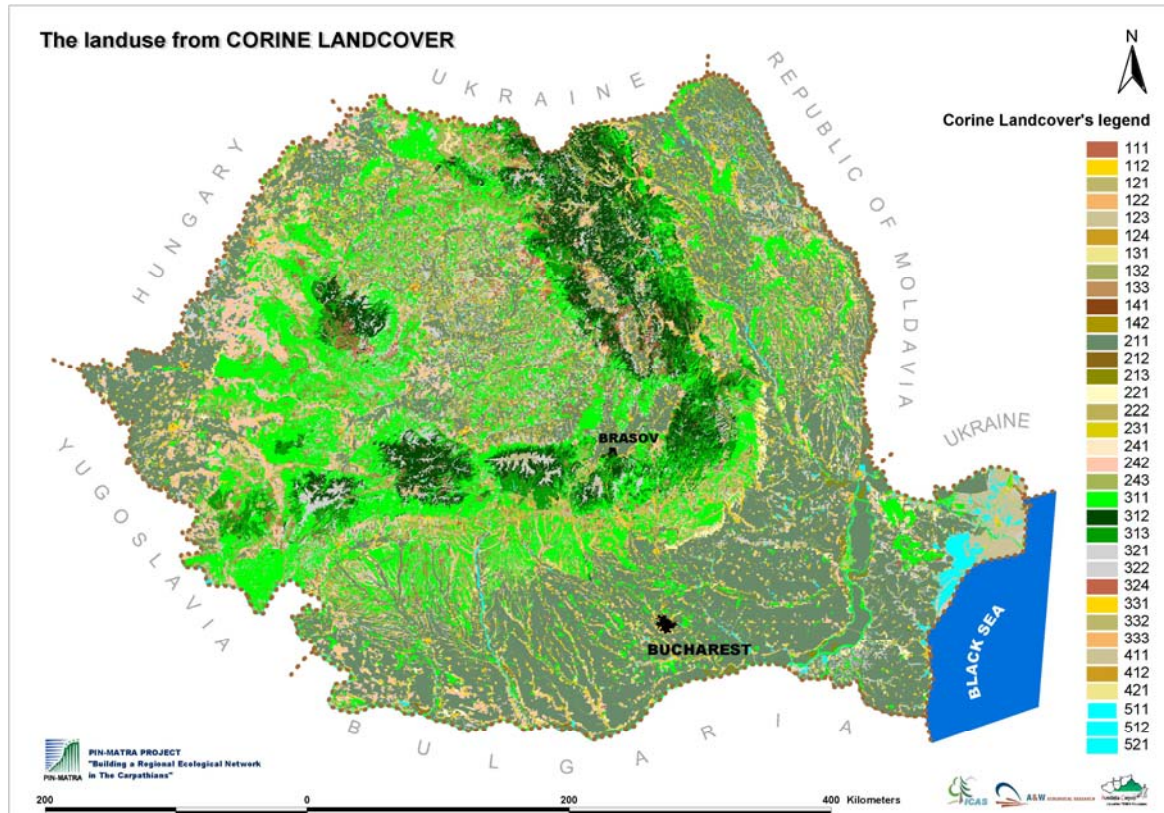 The landuse from CORINE LANDCOVER
N
UKRAINE
REPUBLIC OF MOLDAVIA
HUNGARY
Corine Landcover's legend
111
112
121
122
123
124
131
132
133
141
142
211
212
213
221
222
231
241
242
243
311
312
313
321
322
324
331
332
333
411
412
421
511
512
521
BRASOV
UKRAINE
YUGOSLAVIA
BUCHAREST
BLACK SEA
BULGARIA
PIN-MATRA
PIN-MATRA PROJECT
"Building a Regional Ecological Network
in The Carpathians"
200 0 200 400 Kilometers
ICAS
A&W ECOLOGICAL RESEARCH